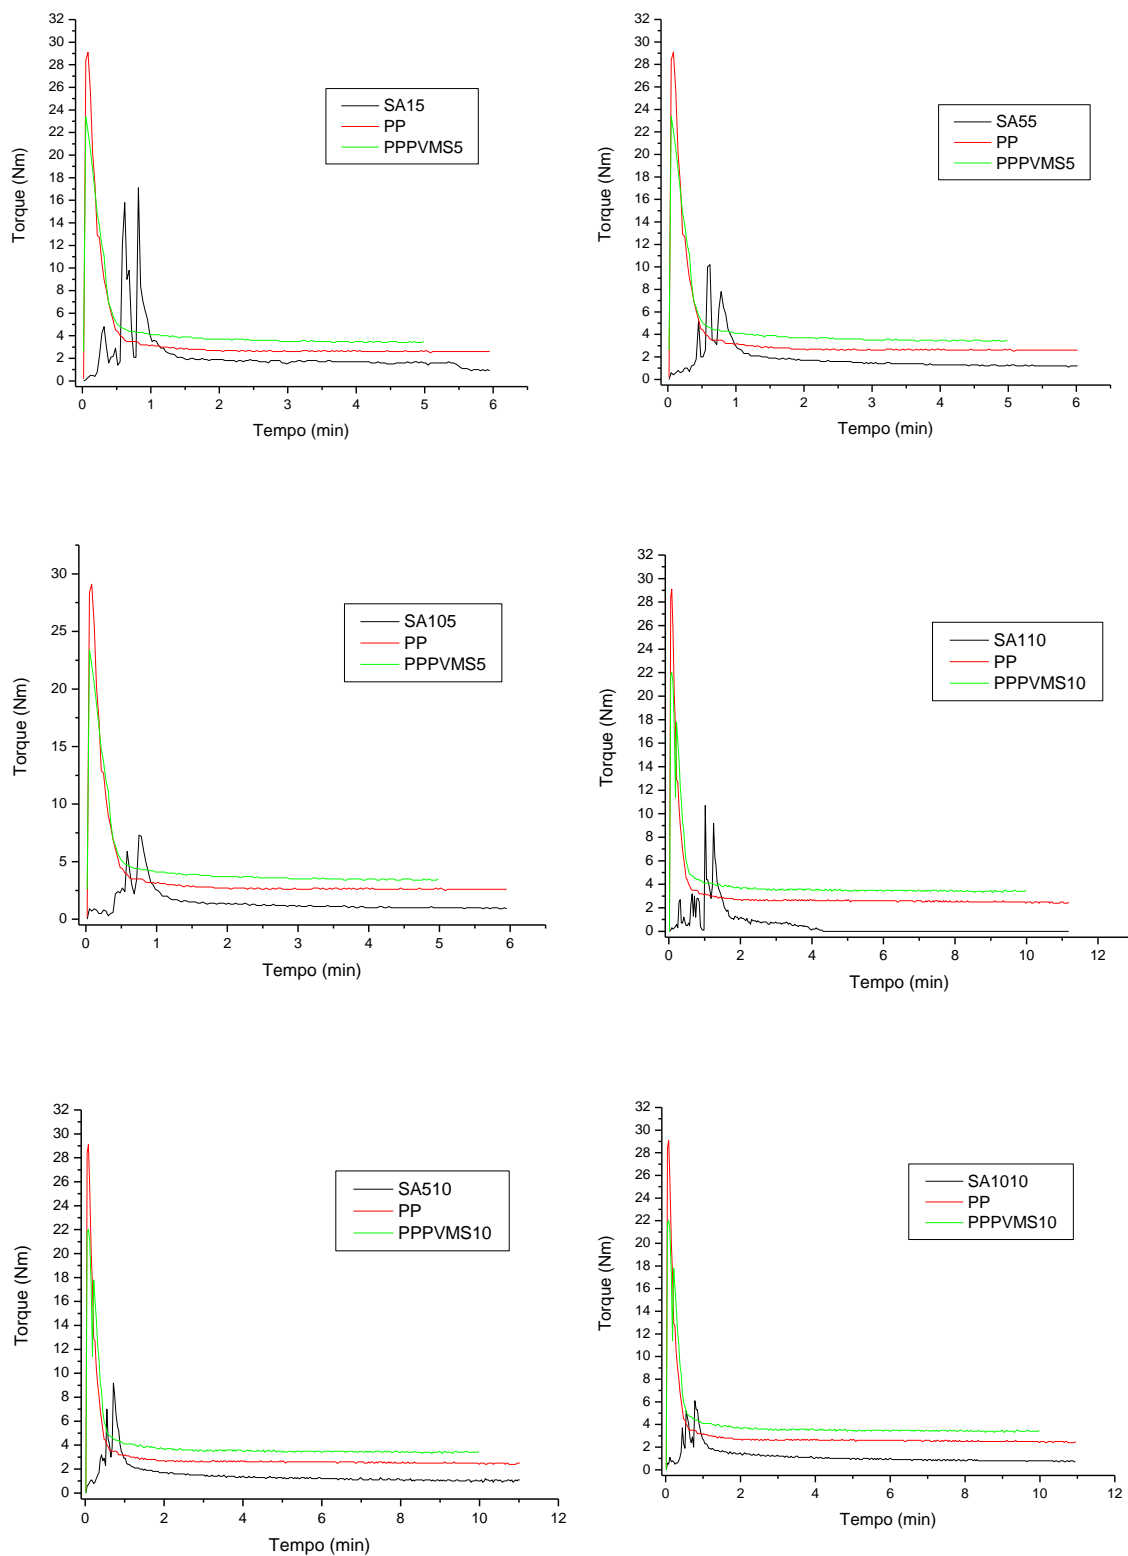 32
30
28
26
24
22
20
18
16
14
12
10
8
6
4
2
0
Torque (Nm)
SA15
PP
PPPVMS5
0 1 2 3 4 5 6
Tempo (min)
32
30
28
26
24
22
20
18
16
14
12
10
8
6
4
2
0
Torque (Nm)
SA55
PP
PPPVMS5
0 1 2 3 4 5 6
Tempo (min)
30
25
20
15
10
5
0
Torque (Nm)
SA105
PP
PPPVMS5
0 1 2 3 4 5 6
Tempo (min)
32
30
28
26
24
22
20
18
16
14
12
10
8
6
4
2
0
Torque (Nm)
SA110
PP
PPPVMS10
0 2 4 6 8 10 12
Tempo (min)
32
30
28
26
24
22
20
18
16
14
12
10
8
6
4
2
0
Torque (Nm)
SA510
PP
PPPVMS10
0 2 4 6 8 10 12
Tempo (min)
32
30
28
26
24
22
20
18
16
14
12
10
8
6
4
2
0
Torque (Nm)
SA1010
PP
PPPVMS10
0 2 4 6 8 10 12
Tempo (min)